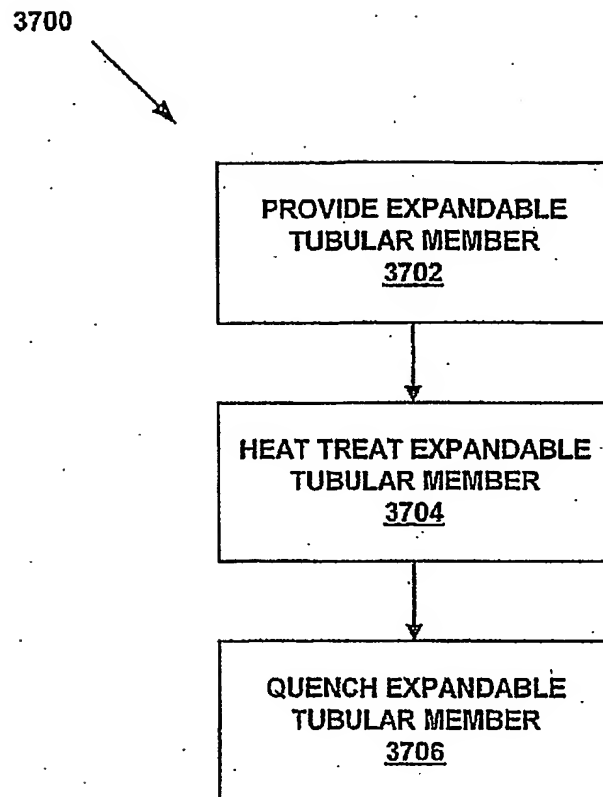 3700
PROVIDE EXPANDABLE
TUBULAR MEMBER
3702
HEAT TREAT EXPANDABLE
TUBULAR MEMBER
3704
QUENCH EXPANDABLE
TUBULAR MEMBER
3706